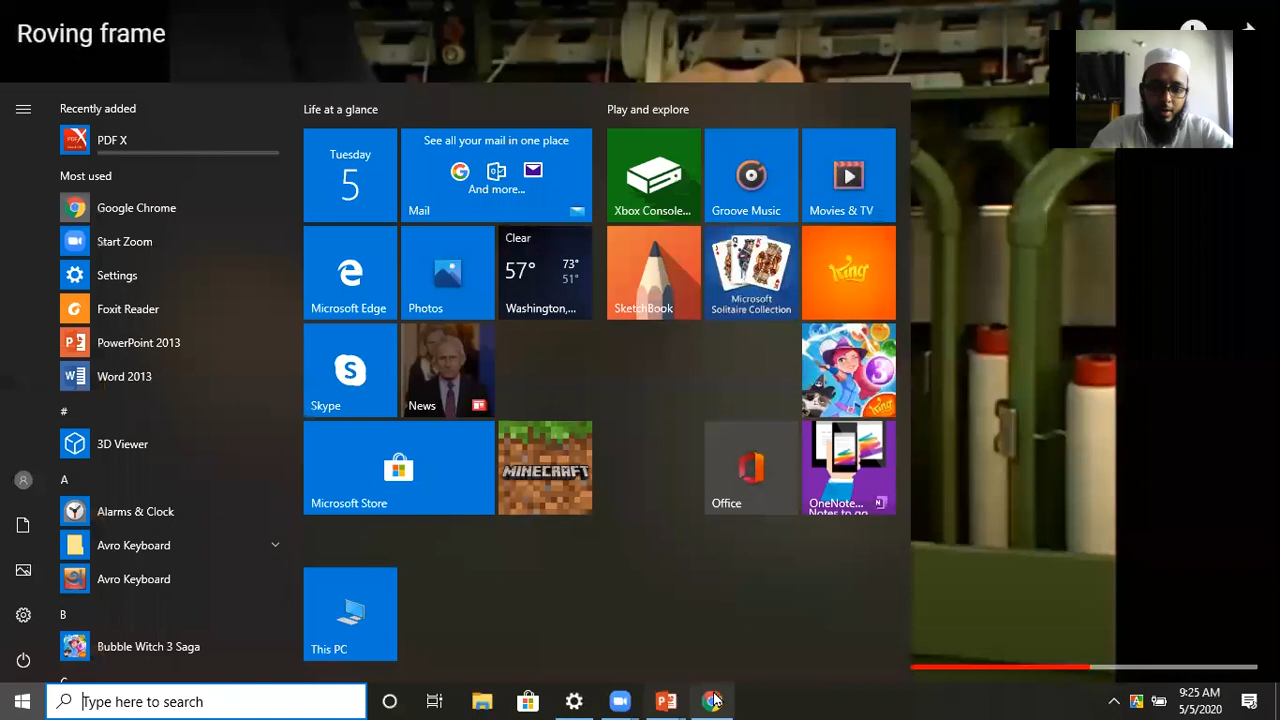 Roving frame
Recently added
PDF X
Most used
Google Chrome
Start Zoom
Settings
Foxit Reader
PowerPoint 2013
Word 2013
#
3D Viewer
A
Alarms & Clock
Avro Keyboard
Avro Keyboard
B
Bubble Witch 3 Saga
Life at a glance
Tuesday
5
See all your mail in one place
And more...
Mail
Microsoft Edge
Photos
Clear
57°
73°
51°
Washington,...
Skype
News
Microsoft Store
MINECRAFT
This PC
Play and explore
Xbox Console...
Groove Music
Movies & TV
SketchBook
Microsoft
Solitaire Collection
King
3
King
Office
OneNote...
Notes to go
Type here to search
9:25 AM
5/5/2020